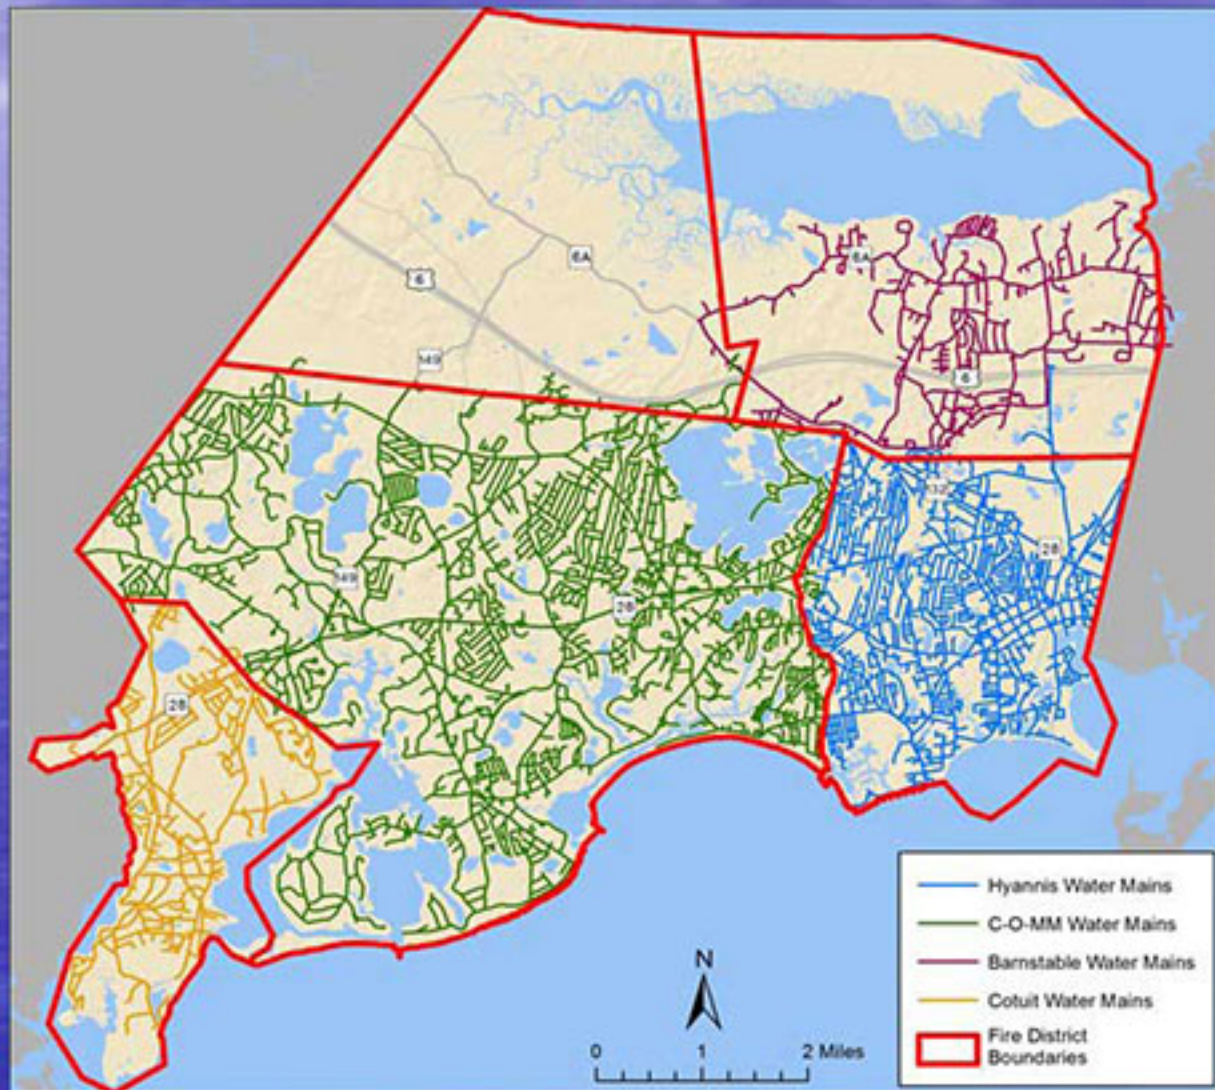 6A
6A
6
149
6
132
28
149
28
28
Hyannis Water Mains
C-O-MM Water Mains
Barnstable Water Mains
Cotuit Water Mains
Fire District
Boundaries
N
0 1 2 Miles